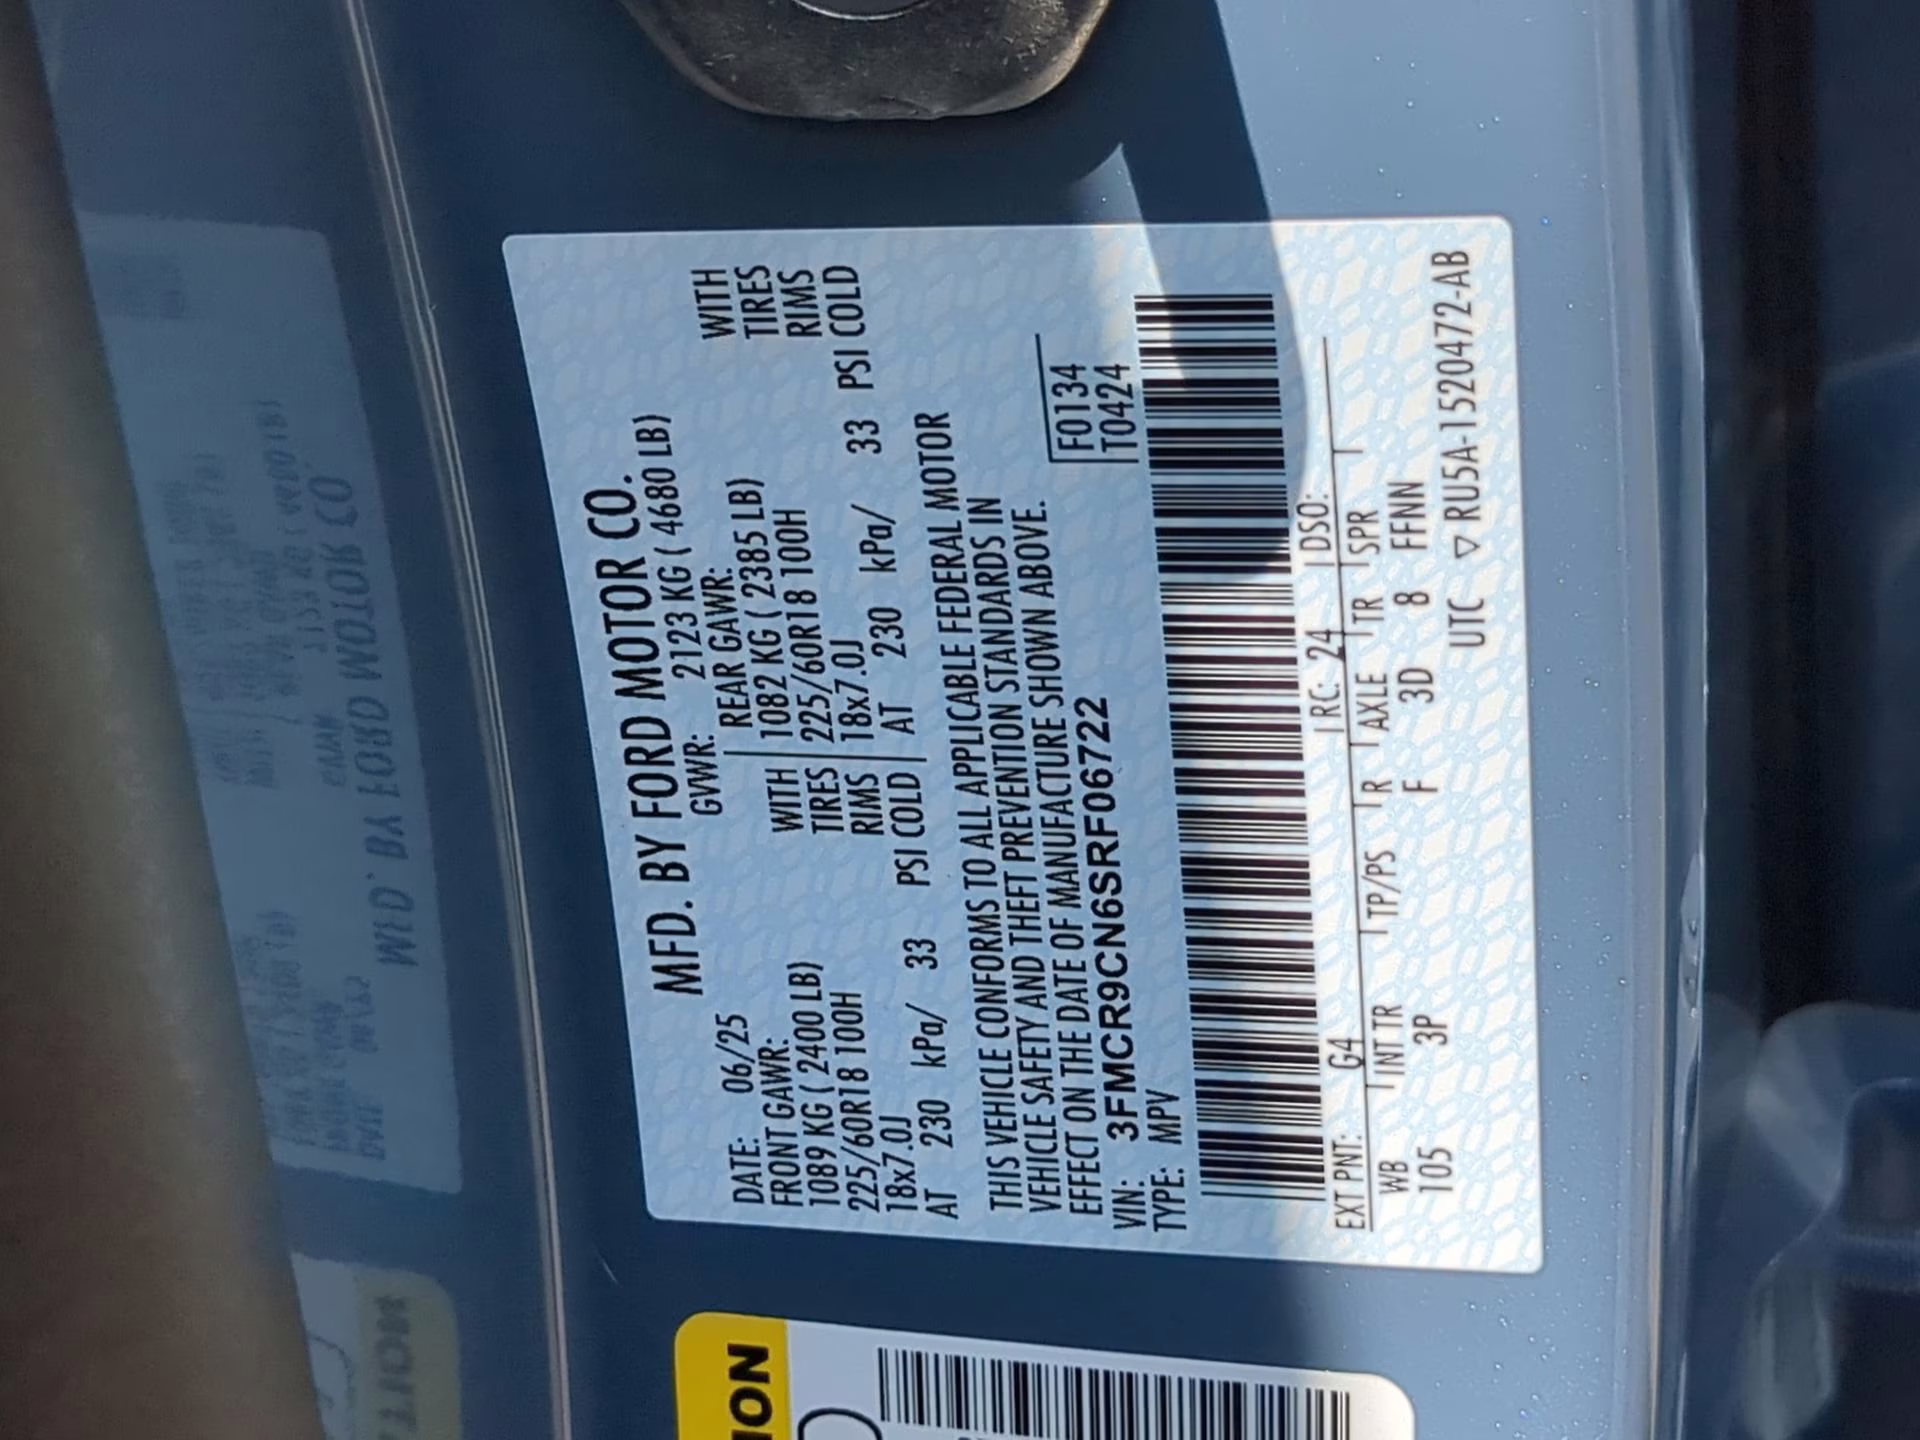 MFD. BY FORD MOTOR CO.
DATE: 06/25 GVWR: 2123 KG ( 4680 LB)
FRONT GAWR: REAR GAWR:
1089 KG ( 2400 LB) WITH 1082 KG ( 2385 LB) WITH
225/60R18 100H TIRES 225/60R18 100H TIRES
18x7.0J RIMS 18x7.0J RIMS
AT 230 kPa/ 33 PSI COLD AT 230 kPa/ 33 PSI COLD
THIS VEHICLE CONFORMS TO ALL APPLICABLE FEDERAL MOTOR
VEHICLE SAFETY AND THEFT PREVENTION STANDARDS IN
EFFECT ON THE DATE OF MANUFACTURE SHOWN ABOVE.
VIN: 3FMCR9CN6SRF06722 F0134
TYPE: MPV T0424
EXT PNT: G4 RC: 24 DSO:
WB INT TR TP/PS R AXLE TR SPR
105 3P F 3D 8 FFNN
UTC ▽ RU5A-1520472-AB